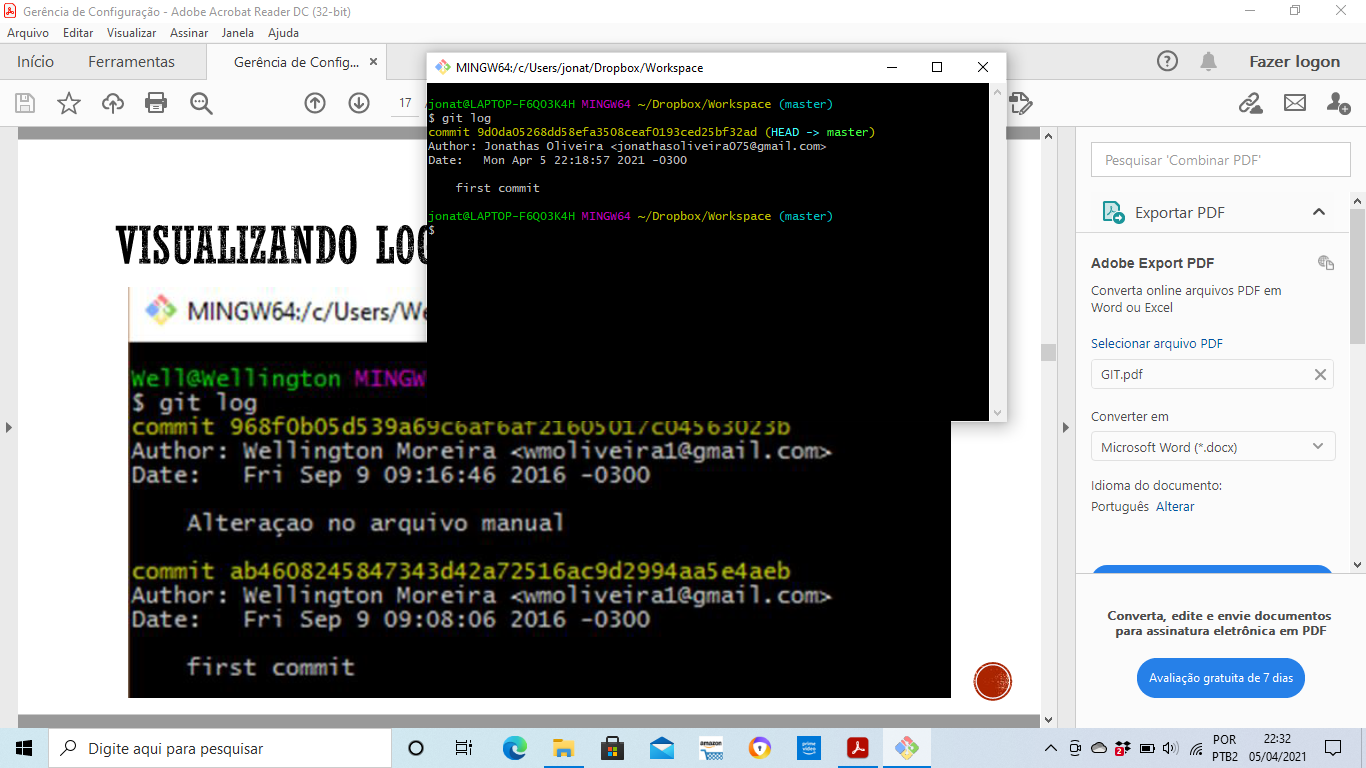 Gerência de Configuração - Adobe Acrobat Reader DC (32-bit)
Arquivo Editar Visualizar Assinar Janela Ajuda
Início Ferramentas Gerência de Config... × Fazer logon
17
MINGW64:/c/Users/jonat/Dropbox/Workspace
jonat@LAPTOP-F6QO3K4H MINGW64 ~/Dropbox/Workspace (master)
$ git log
commit 9d0da05268dd58efa3508ceaf0193ced25bf32ad (HEAD -> master)
Author: Jonathas Oliveira <jonathasoliveira075@gmail.com>
Date:   Mon Apr 5 22:18:57 2021 -0300
first commit
jonat@LAPTOP-F6QO3K4H MINGW64 ~/Dropbox/Workspace (master)
$
VISUALIZANDO
MINGW64:/c/Users/We
Well@Wellington MINGW
$ git log
commit 968f0b05d539a69c6af6af21605017c04563023b
Author: Wellington Moreira <wmoliveira1@gmail.com>
Date:   Fri Sep 9 09:16:46 2016 -0300
Alteraçao no arquivo manual
commit ab4608245847343d42a72516ac9d2994aa5e4aeb
Author: Wellington Moreira <wmoliveira1@gmail.com>
Date:   Fri Sep 9 09:08:06 2016 -0300
first commit
Pesquisar 'Combinar PDF'
Exportar PDF
Adobe Export PDF
Converta online arquivos PDF em
Word ou Excel
Selecionar arquivo PDF
GIT.pdf
Converter em
Microsoft Word (*.docx)
Idioma do documento:
Português Alterar
Converta, edite e envie documentos
para assinatura eletrônica em PDF
Avaliação gratuita de 7 dias
Digite aqui para pesquisar
amazon
prime video
2
POR
PTB2
22:32
05/04/2021